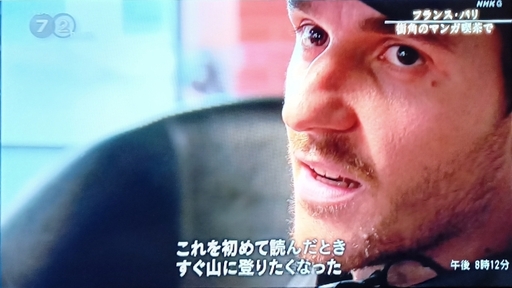 NHK G
72
フランス・パリ
街角のマンガ喫茶で
これを初めて読んだとき
すぐ山に登りたくなった
午後 8時12分